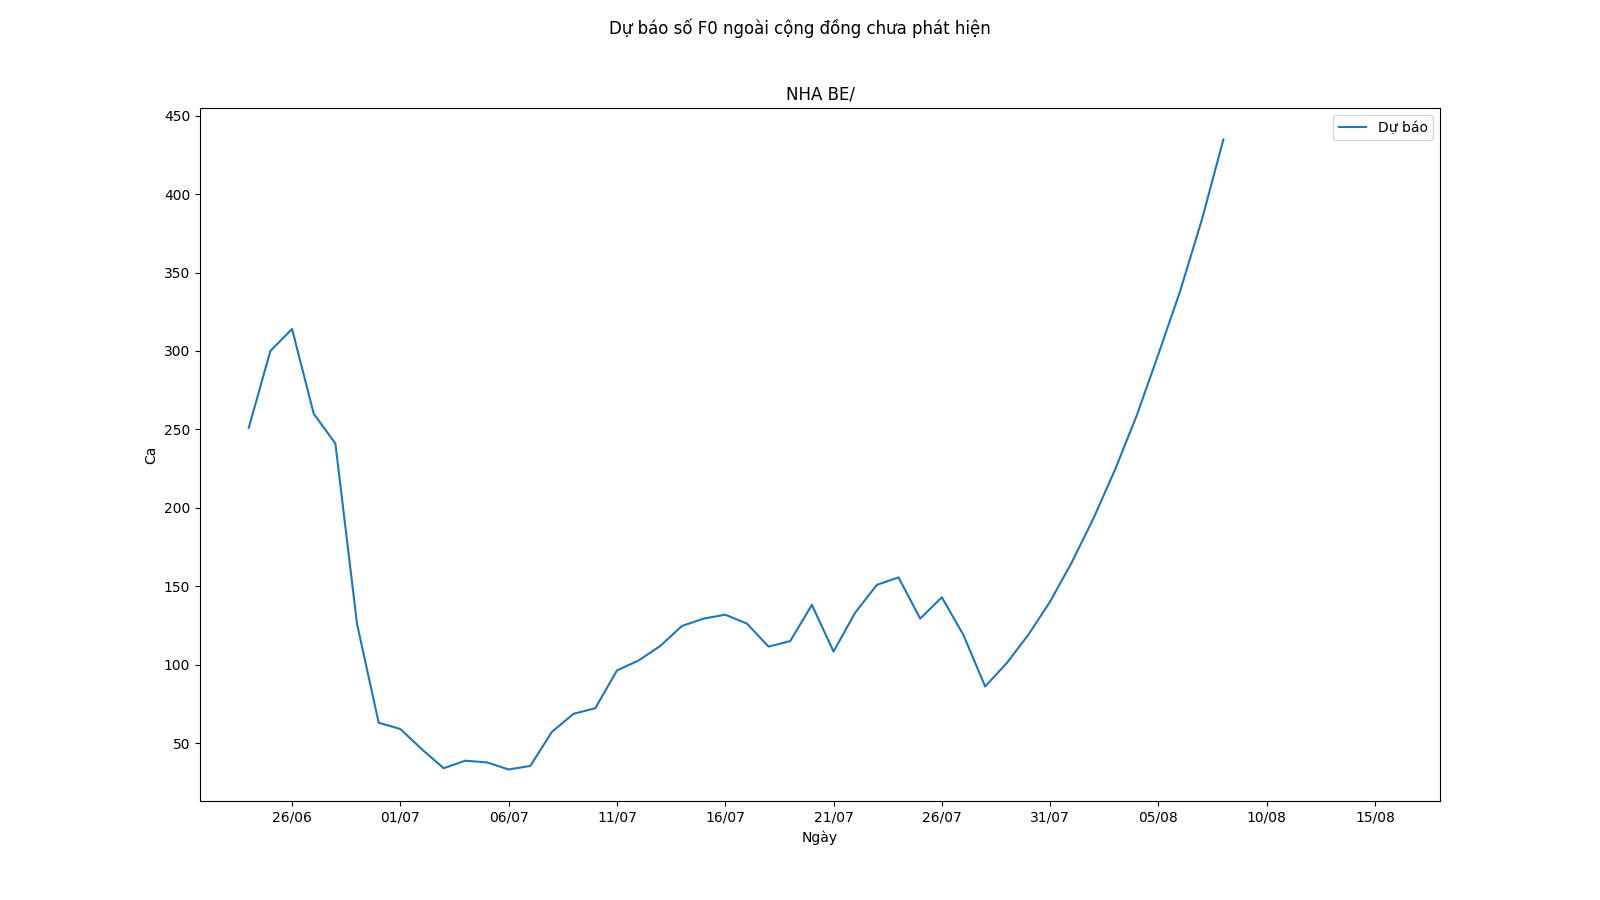 Dự báo số F0 ngoài cộng đồng chưa phát hiện
NHA BE/
Dự báo
450
400
350
300
250
200
150
100
50
Ca
26/06 01/07 06/07 11/07 16/07 21/07 26/07 31/07 05/08 10/08 15/08
Ngày